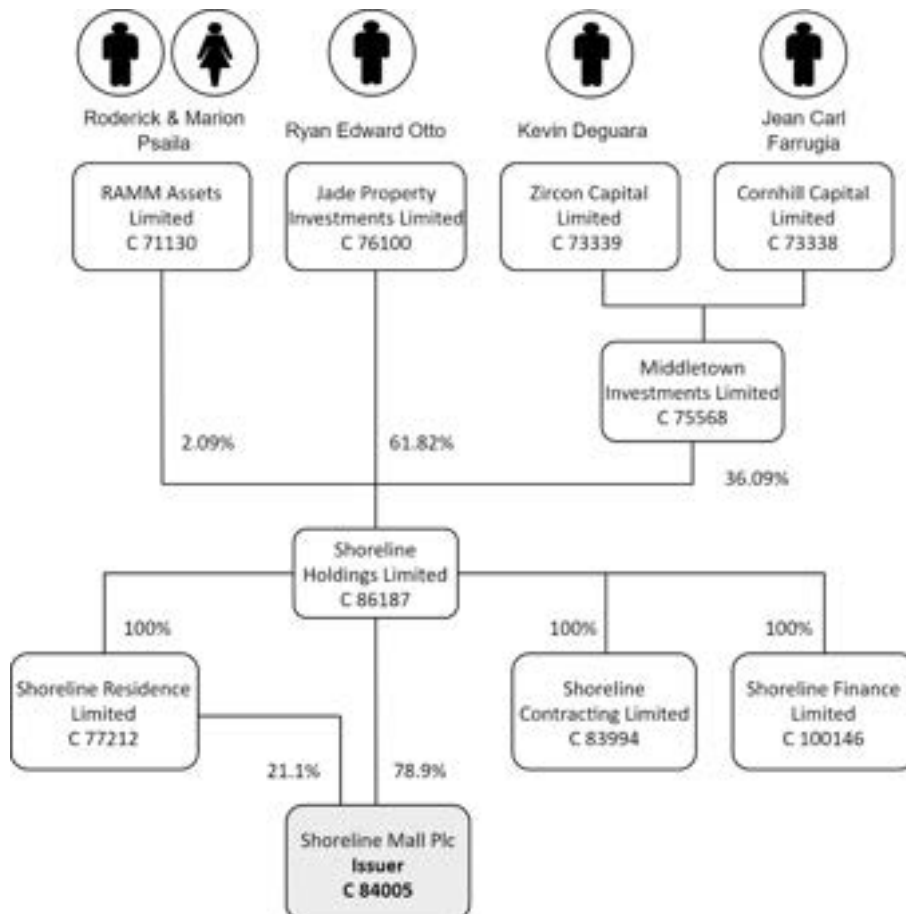 Roderick & Marion
Psaila
Ryan Edward Otto
Kevin Deguara
Jean Carl
Farrugia
RAMM Assets
Limited
C 71130
Jade Property
Investments Limited
C 76100
Zircon Capital
Limited
C 73339
Cornhill Capital
Limited
C 73338
Middletown
Investments Limited
C 75568
2.09%
61.82%
36.09%
Shoreline
Holdings Limited
C 86187
100%
100%
100%
Shoreline Residence
Limited
C 77212
Shoreline
Contracting Limited
C 83994
Shoreline Finance
Limited
C 100146
21.1%
78.9%
Shoreline Mall Plc
Issuer
C 84005